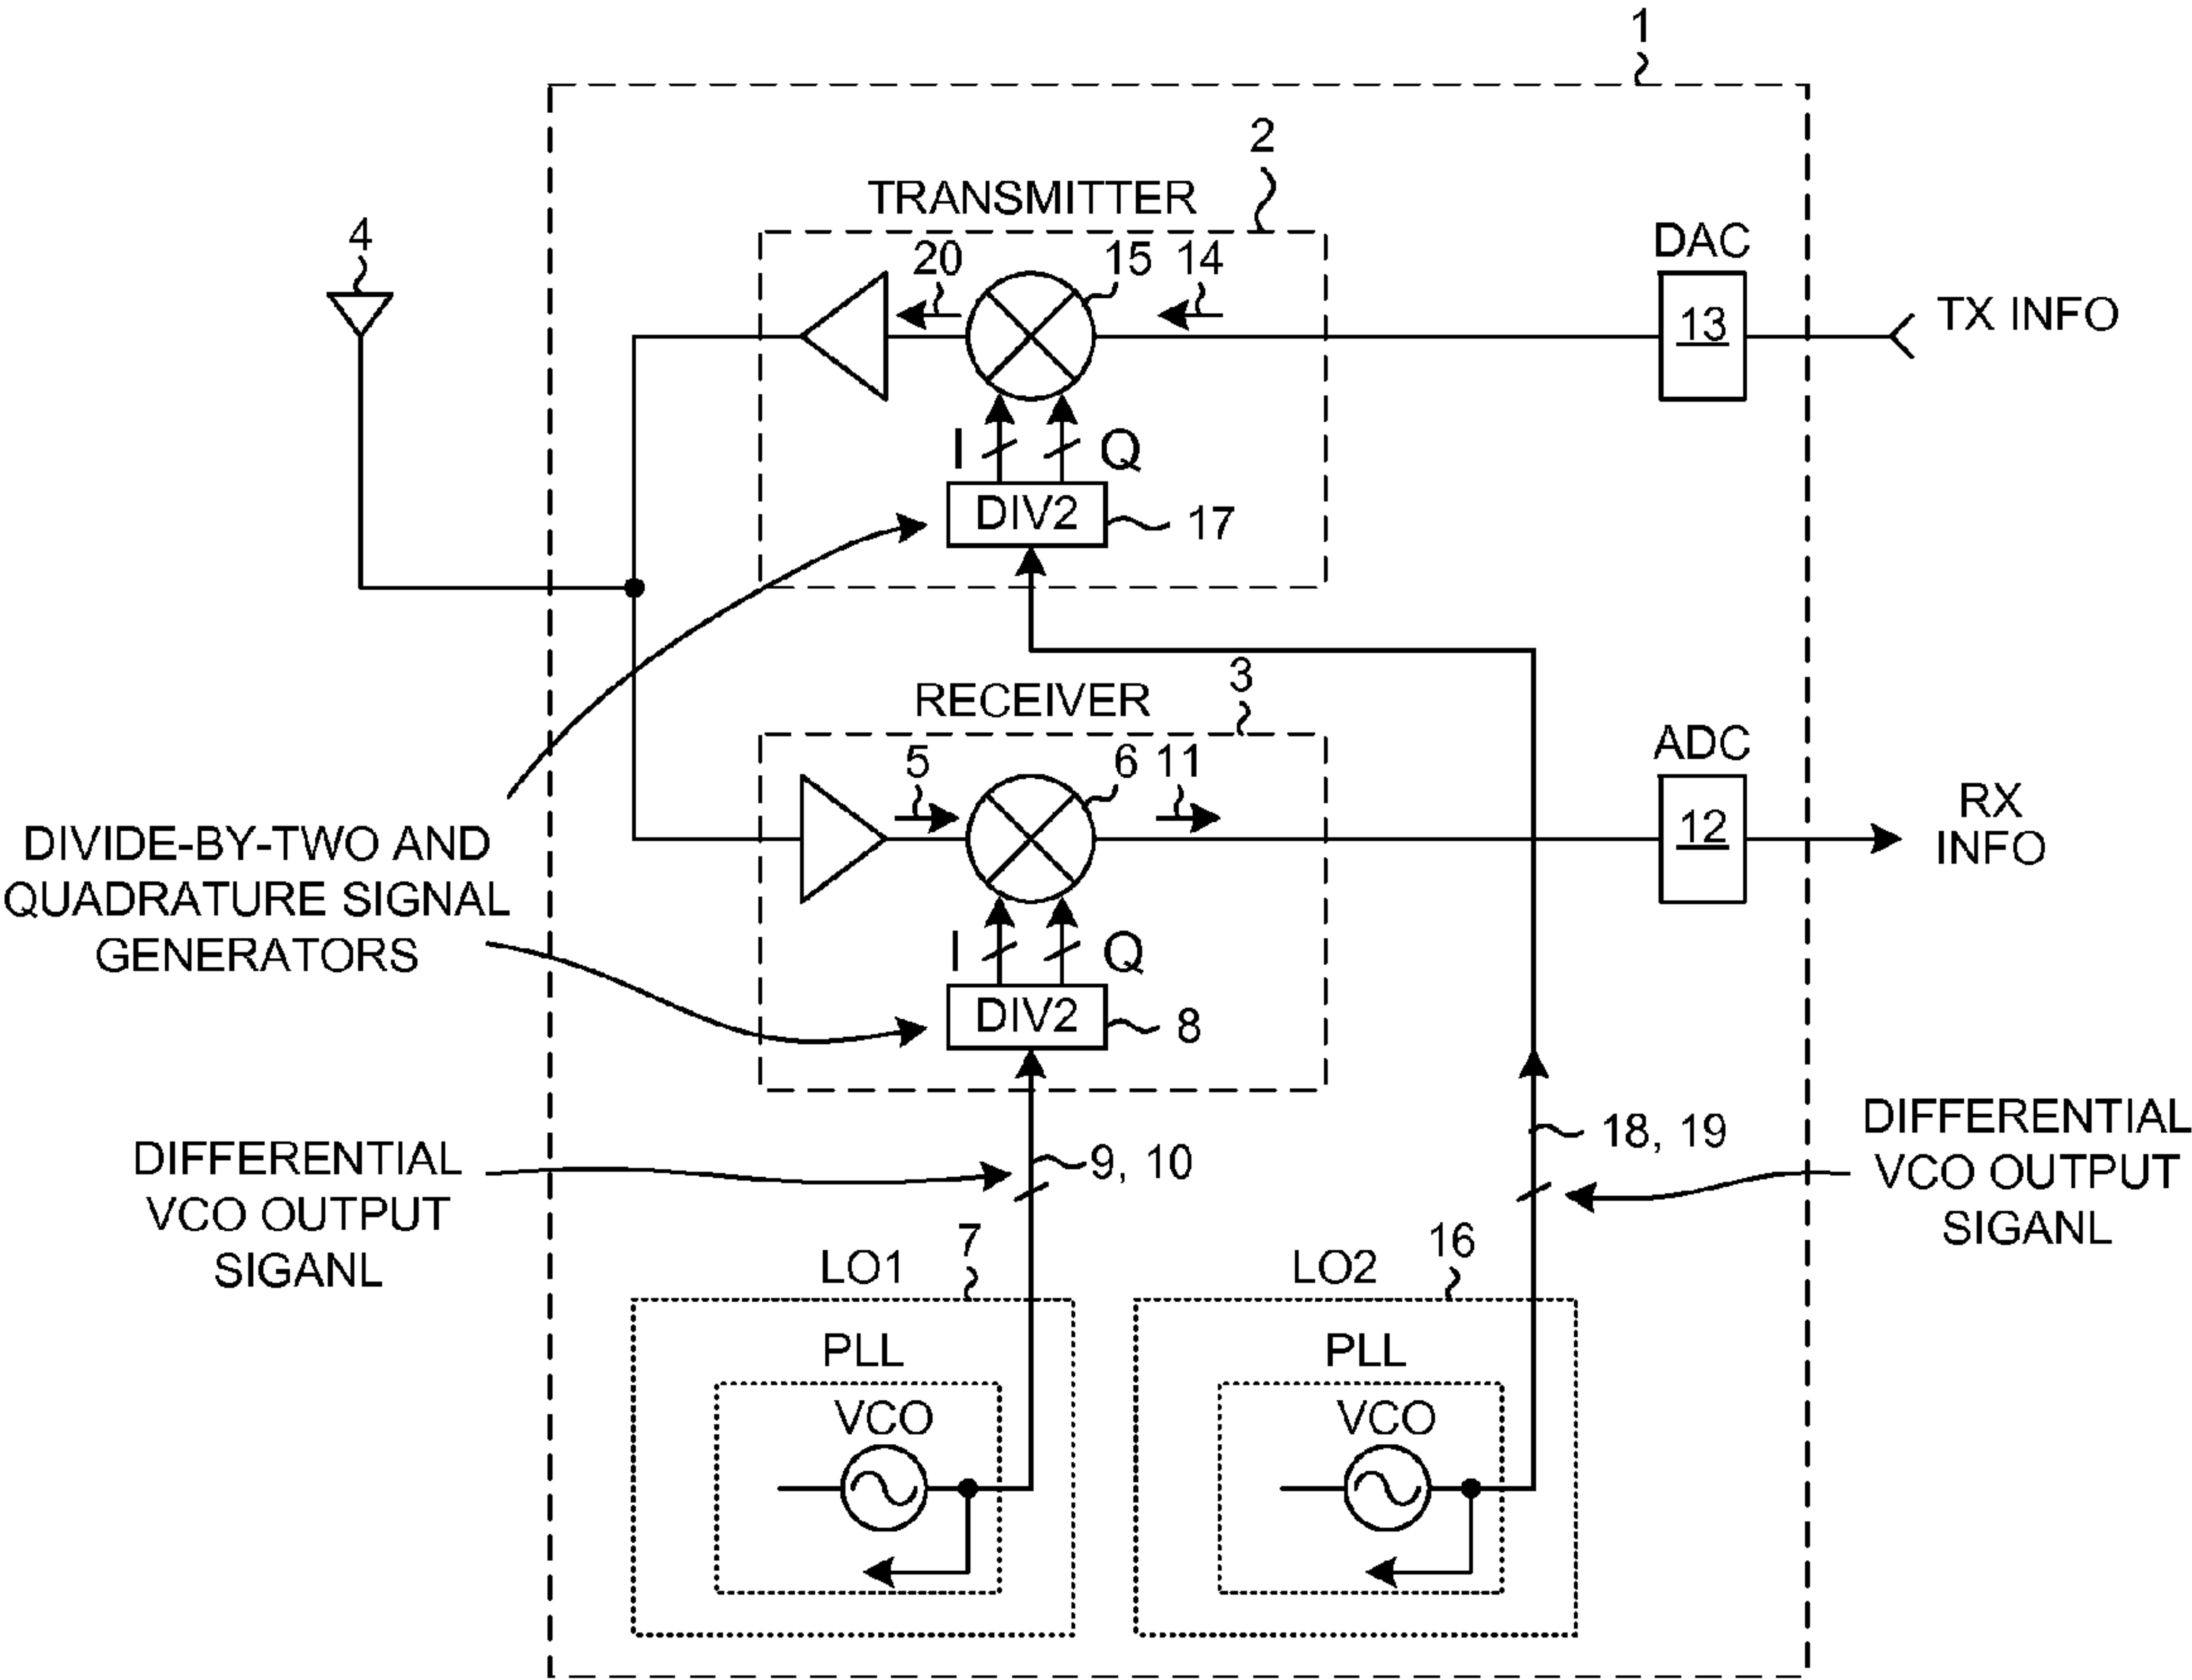 1
2
TRANSMITTER
4
20
15
14
DAC
13
TX INFO
I
Q
DIV2
17
3
RECEIVER
5
6
11
ADC
12
RX
INFO
DIVIDE-BY-TWO AND
QUADRATURE SIGNAL
GENERATORS
I
Q
DIV2
8
DIFFERENTIAL
VCO OUTPUT
SIGANL
9, 10
18, 19
DIFFERENTIAL
VCO OUTPUT
SIGANL
LO1
7
LO2
16
PLL
VCO
PLL
VCO